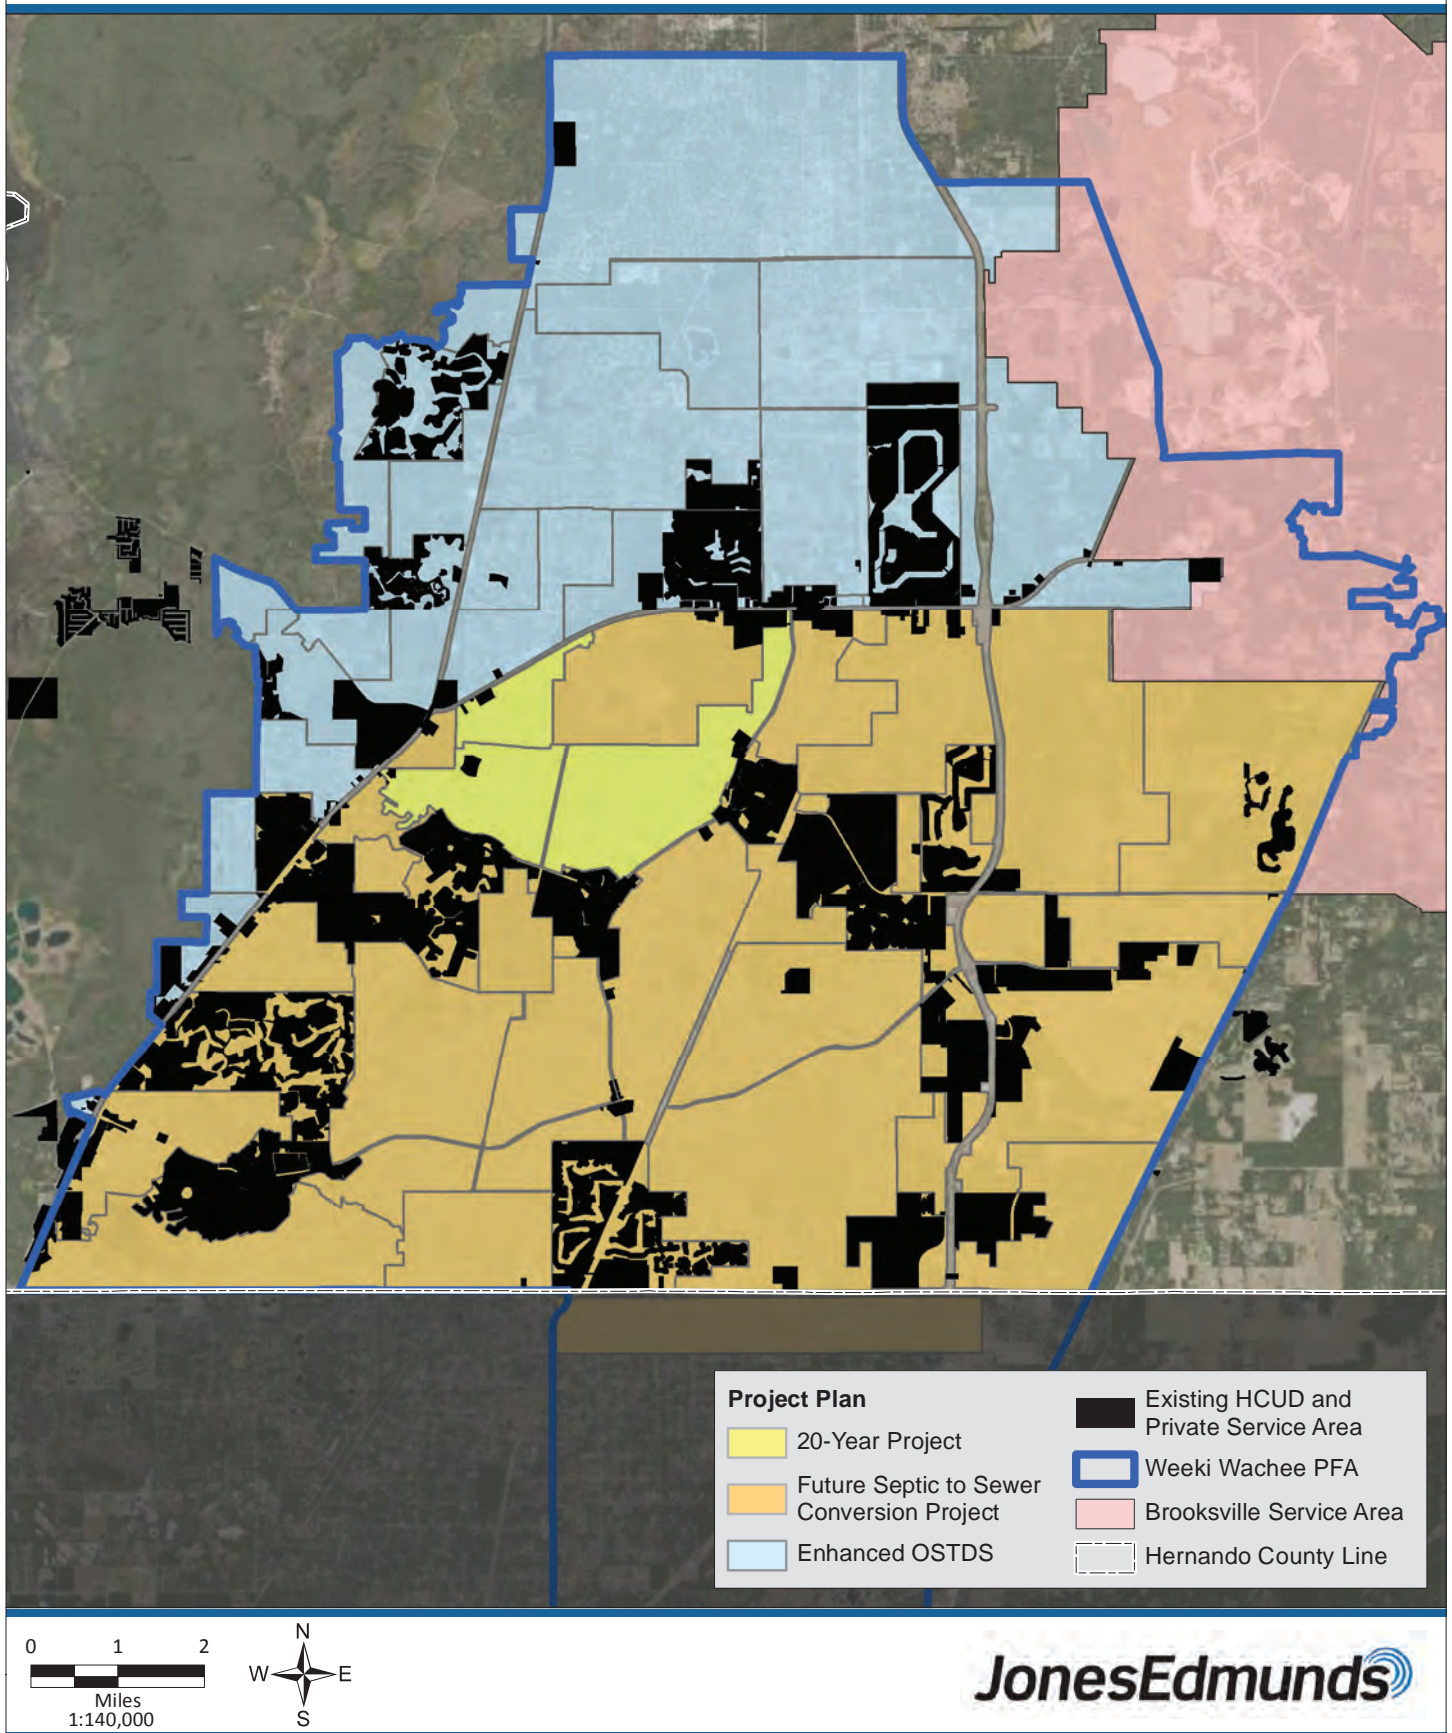 Project Plan
20-Year Project
Future Septic to Sewer
Conversion Project
Enhanced OSTDS
Existing HCUD and
Private Service Area
Weeki Wachee PFA
Brooksville Service Area
Hernando County Line
0 1 2
Miles
1:140,000
N
W E
S
JonesEdmunds